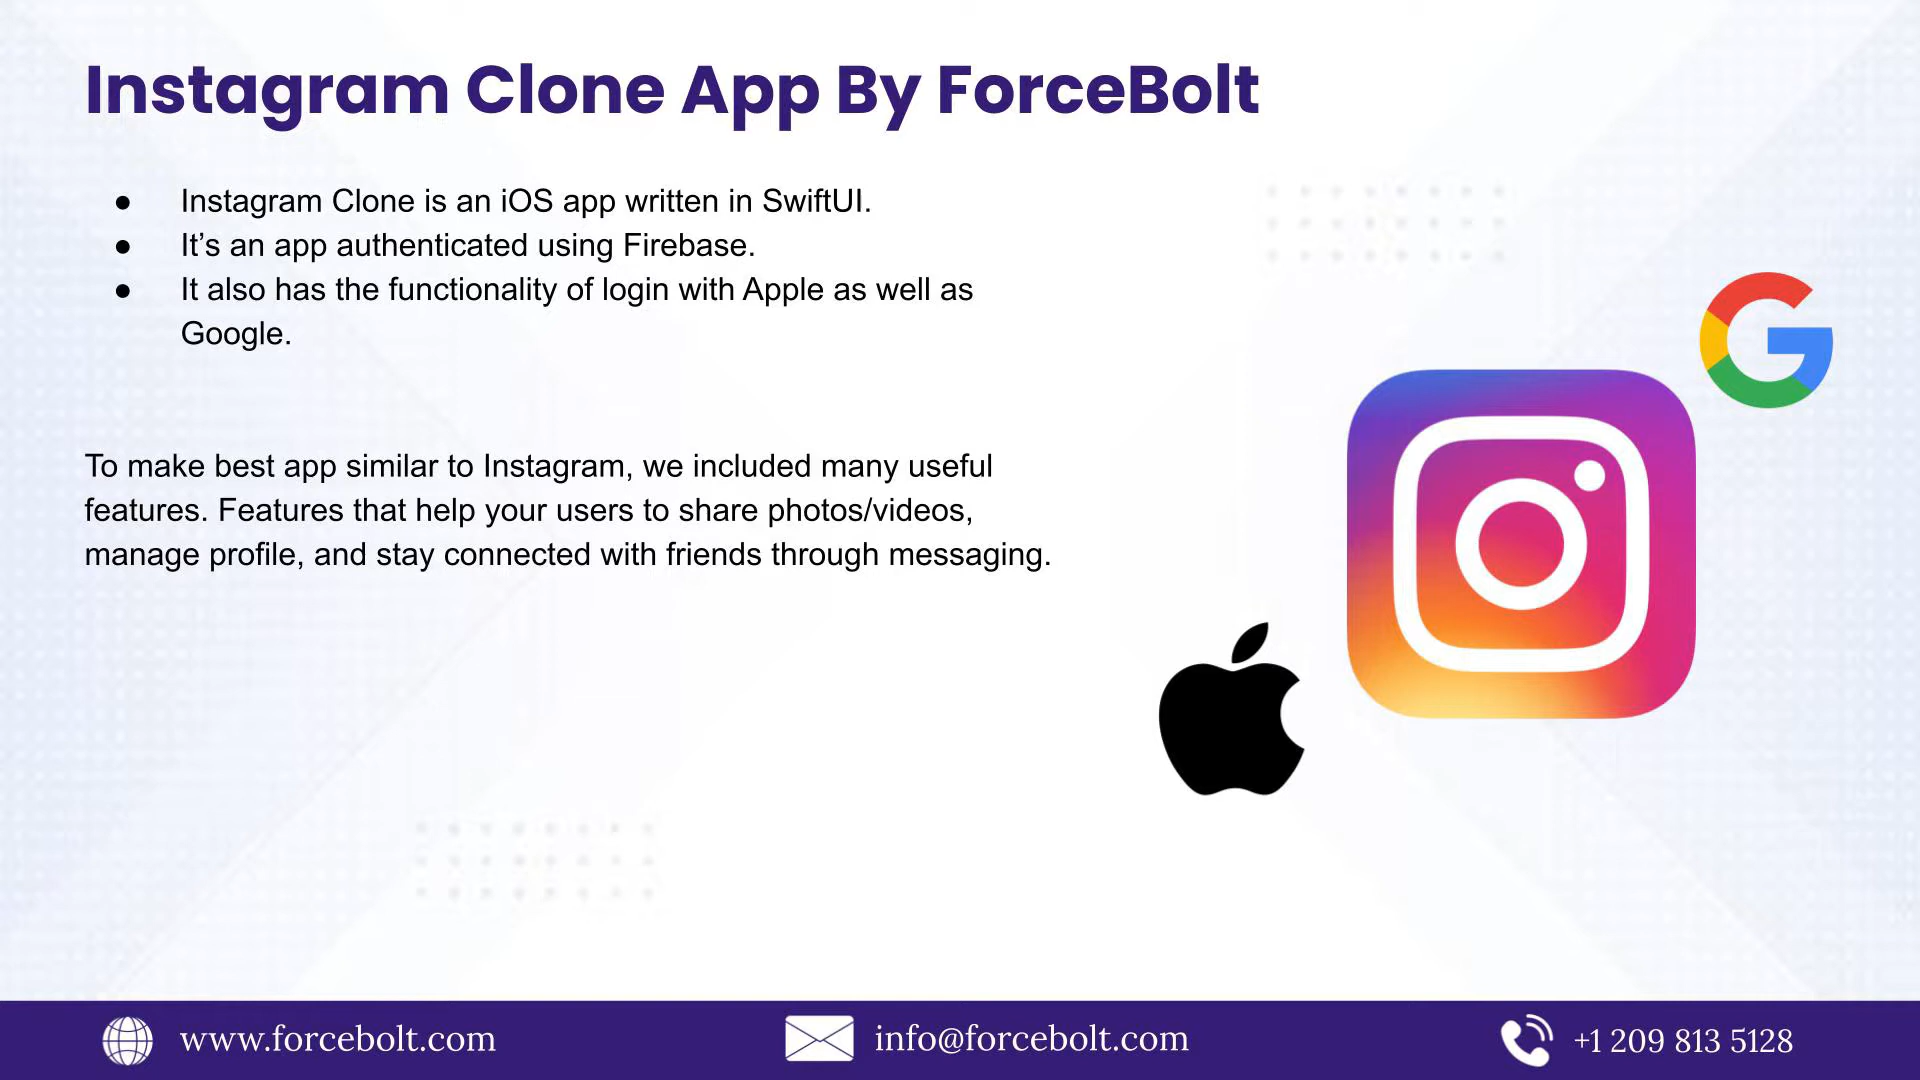 Instagram Clone App By ForceBolt
● Instagram Clone is an iOS app written in SwiftUI.
● It’s an app authenticated using Firebase.
● It also has the functionality of login with Apple as well as
Google.
To make best app similar to Instagram, we included many useful
features. Features that help your users to share photos/videos,
manage profile, and stay connected with friends through messaging.
www.forcebolt.com
info@forcebolt.com
+1 209 813 5128